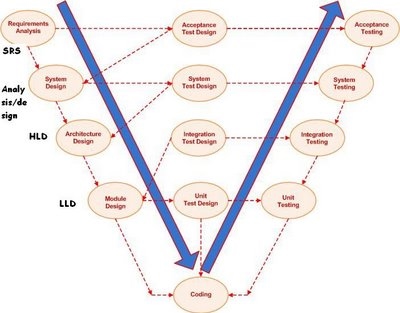 Requirements
Analysis
Acceptance
Test Design
Acceptance
Testing
SRS
System
Design
System
Test Design
System
Testing
Analy
sis/de
sign
Architecture
Design
Integration
Test Design
Integration
Testing
HLD
Module
Design
Unit
Test Design
Unit
Testing
LLD
Coding